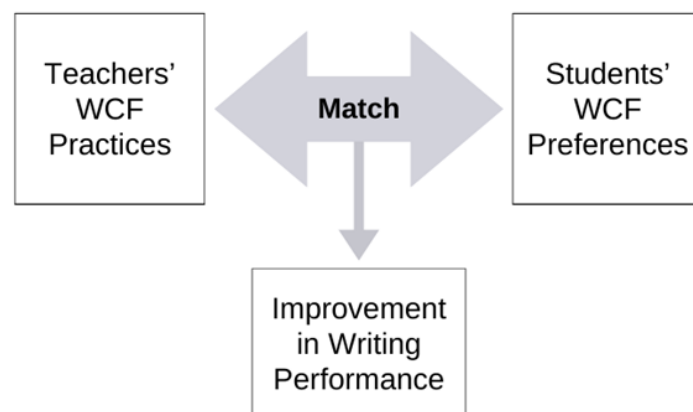 Teachers’
WCF
Practices
Match
Students’
WCF
Preferences
Improvement
in Writing
Performance